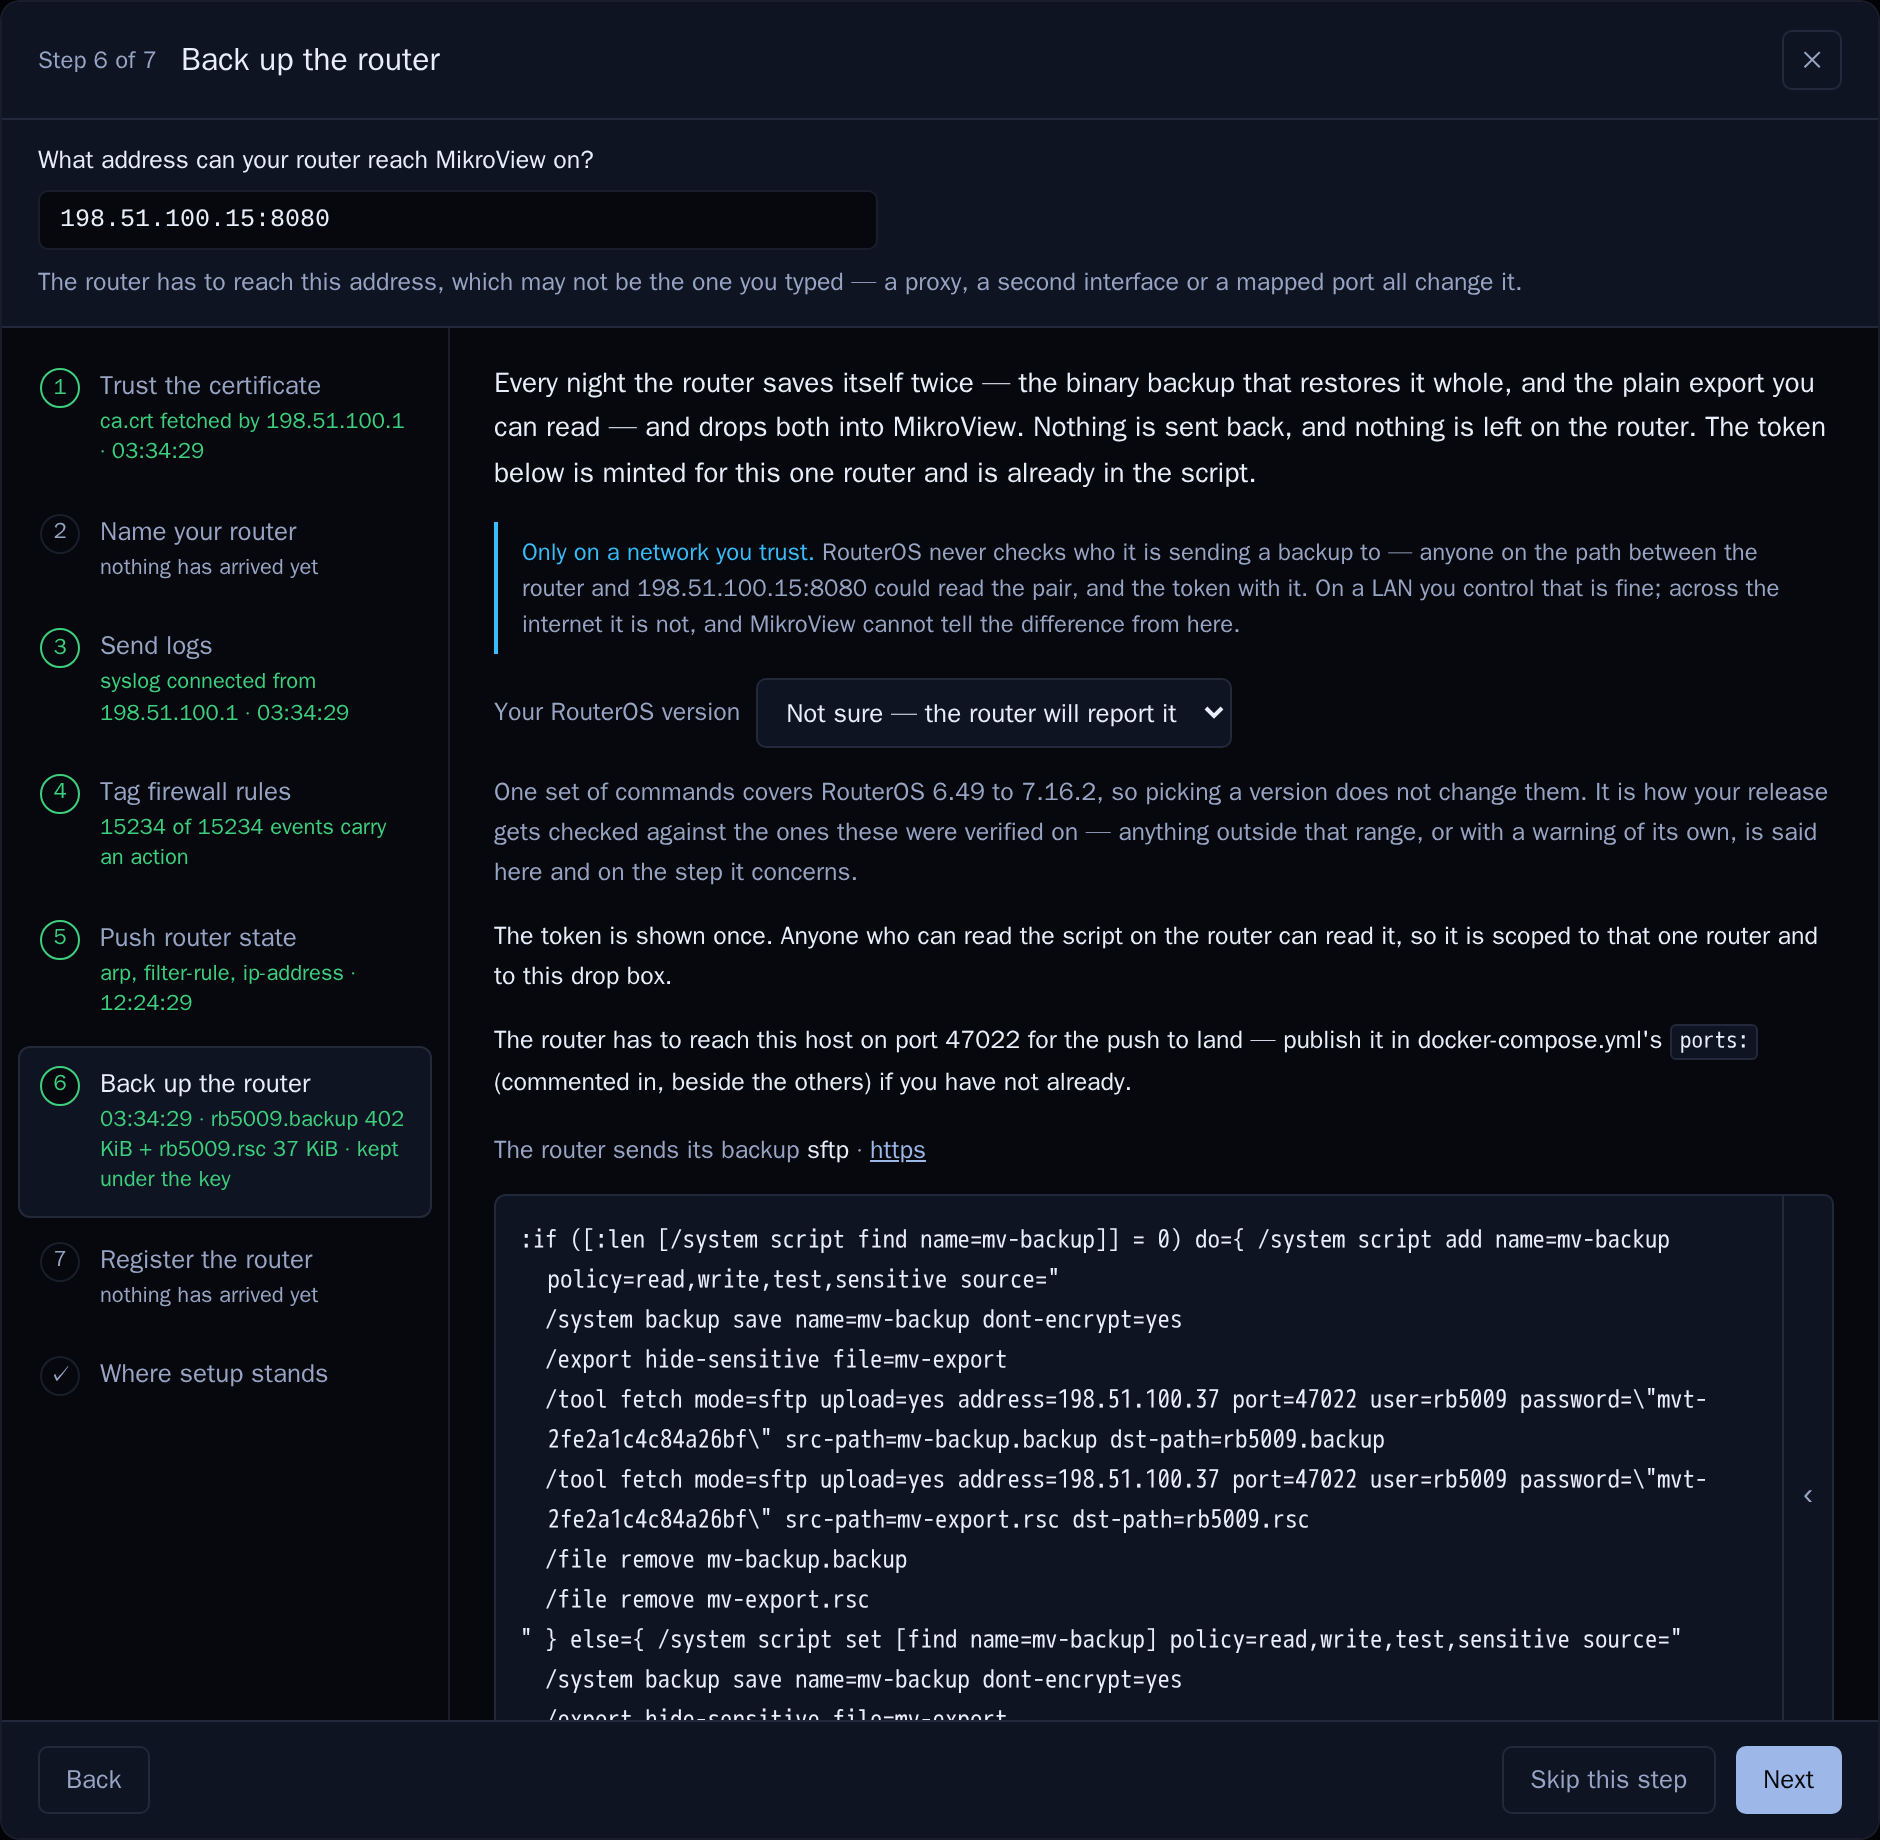 Step 6 of 7 Back up the router
What address can your router reach MikroView on?
198.51.100.15:8080
The router has to reach this address, which may not be the one you typed — a proxy, a second interface or a mapped port all change it.
1 Trust the certificate
ca.crt fetched by 198.51.100.1
· 03:34:29
2 Name your router
nothing has arrived yet
3 Send logs
syslog connected from
198.51.100.1 · 03:34:29
4 Tag firewall rules
15234 of 15234 events carry
an action
5 Push router state
arp, filter-rule, ip-address ·
12:24:29
6 Back up the router
03:34:29 · rb5009.backup 402
KiB + rb5009.rsc 37 KiB · kept
under the key
7 Register the router
nothing has arrived yet
✓ Where setup stands
Every night the router saves itself twice — the binary backup that restores it whole, and the plain export you
can read — and drops both into MikroView. Nothing is sent back, and nothing is left on the router. The token
below is minted for this one router and is already in the script.
Only on a network you trust. RouterOS never checks who it is sending a backup to — anyone on the path between the
router and 198.51.100.15:8080 could read the pair, and the token with it. On a LAN you control that is fine; across the
internet it is not, and MikroView cannot tell the difference from here.
Your RouterOS version Not sure — the router will report it
One set of commands covers RouterOS 6.49 to 7.16.2, so picking a version does not change them. It is how your release
gets checked against the ones these were verified on — anything outside that range, or with a warning of its own, is said
here and on the step it concerns.
The token is shown once. Anyone who can read the script on the router can read it, so it is scoped to that one router and
to this drop box.
The router has to reach this host on port 47022 for the push to land — publish it in docker-compose.yml's ports:
(commented in, beside the others) if you have not already.
The router sends its backup sftp · https
:if ([:len [/system script find name=mv-backup]] = 0) do={ /system script add name=mv-backup
policy=read,write,test,sensitive source="
/system backup save name=mv-backup dont-encrypt=yes
/export hide-sensitive file=mv-export
/tool fetch mode=sftp upload=yes address=198.51.100.37 port=47022 user=rb5009 password=\"mvt-
2fe2a1c4c84a26bf\" src-path=mv-backup.backup dst-path=rb5009.backup
/tool fetch mode=sftp upload=yes address=198.51.100.37 port=47022 user=rb5009 password=\"mvt-
2fe2a1c4c84a26bf\" src-path=mv-export.rsc dst-path=rb5009.rsc
/file remove mv-backup.backup
/file remove mv-export.rsc
" } else={ /system script set [find name=mv-backup] policy=read,write,test,sensitive source="
/system backup save name=mv-backup dont-encrypt=yes
/export hide-sensitive file=mv-export
Back
Skip this step
Next